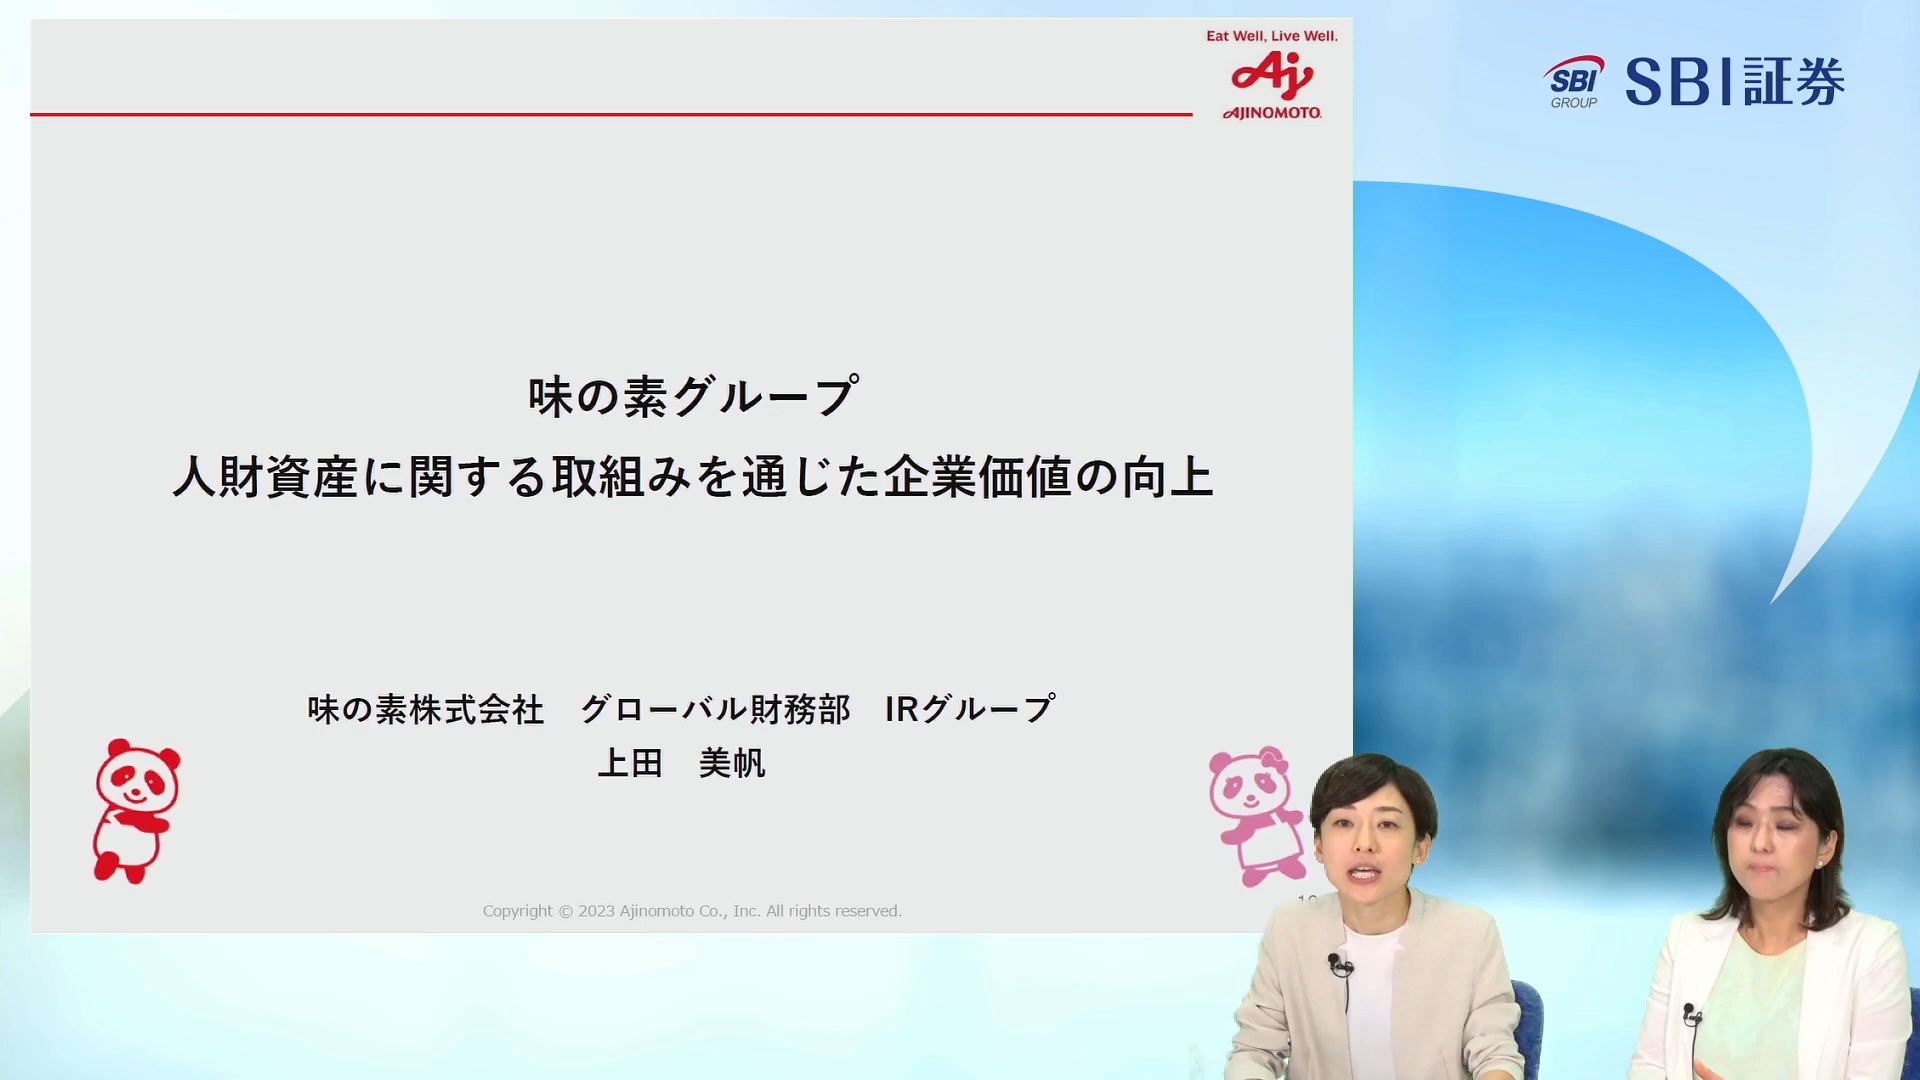 Eat Well, Live Well.
Aj
AJINOMOTO
SBI
GROUP
SBI証券
味の素グループ
人財資産に関する取組みを通じた企業価値の向上
味の素株式会社　グローバル財務部　IRグループ
上田　美帆
Copyright © 2023 Ajinomoto Co., Inc. All rights reserved.